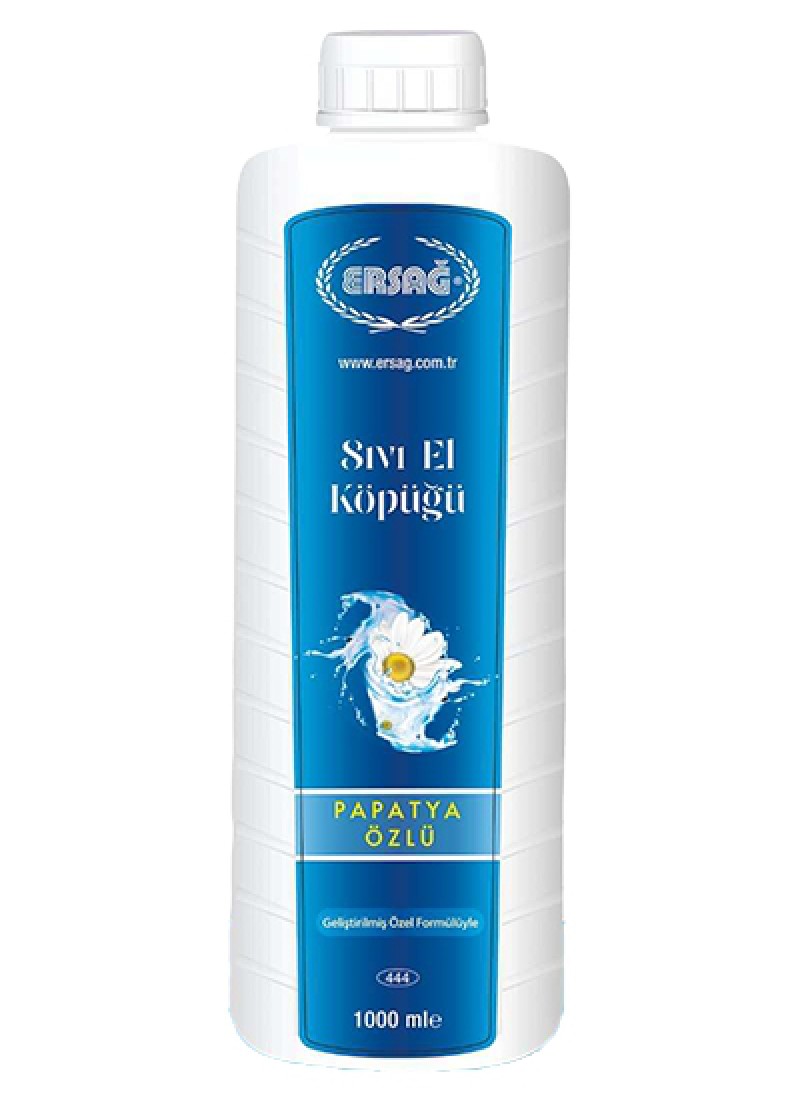 ERSAĞ®
www.ersag.com.tr
Sıvı El
Köpüğü
PAPATYA
ÖZLÜ
Geliştirilmiş Özel Formülüyle
444
1000 mle